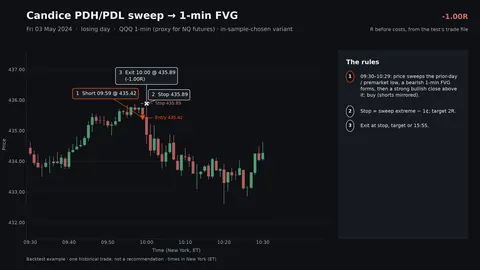 Candice PDH/PDL sweep → 1-min FVG
-1.00R
Fri 03 May 2024 · losing day · QQQ 1-min (proxy for NQ futures) · in-sample-chosen variant
R before costs, from the test's trade file
3 Exit 10:00 @ 435.89
(-1.00R)
1 Short 09:59 @ 435.42
2 Stop 435.89
Stop 435.89
Entry 435.42
Price
437.00
436.00
435.00
434.00
433.00
432.00
09:30
09:40
09:50
10:00
10:10
10:20
10:30
Time (New York, ET)
The rules
1 09:30–10:29: price sweeps the prior-day
/ premarket low, a bearish 1-min FVG
forms, then a strong bullish close above
it: buy (shorts mirrored).
2 Stop = sweep extreme − 1c; target 2R.
3 Exit at stop, target or 15:55.
Backtest example · one historical trade, not a recommendation · times in New York (ET)